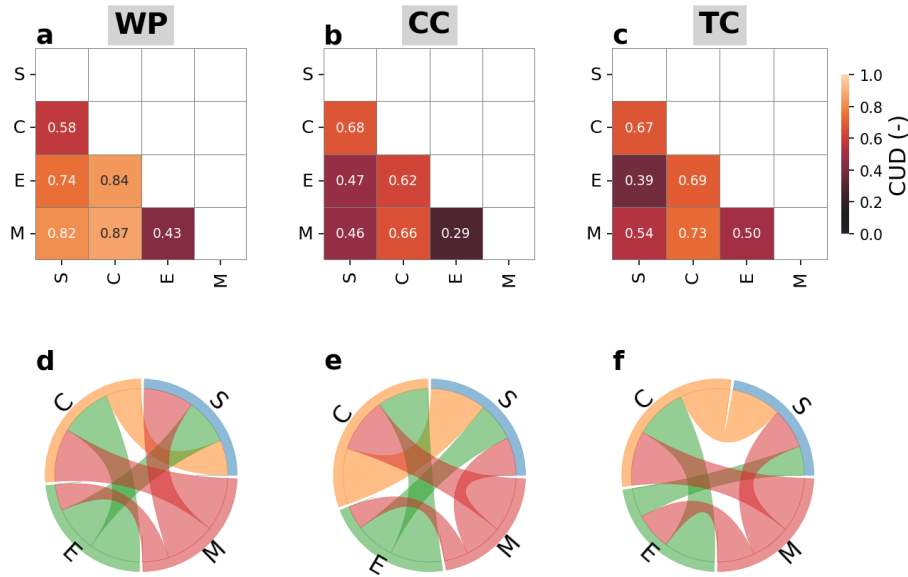 a WP b CC c TC
S
C 0.58 0.68 0.67
E 0.74 0.84 0.47 0.62 0.39 0.69
M 0.82 0.87 0.43 0.46 0.66 0.29 0.54 0.73 0.50
S C E M S C E M S C E M
1.0
0.8
0.6
0.4
0.2
0.0
CUD (-)
d e f
C S C S C S
E M E M E M